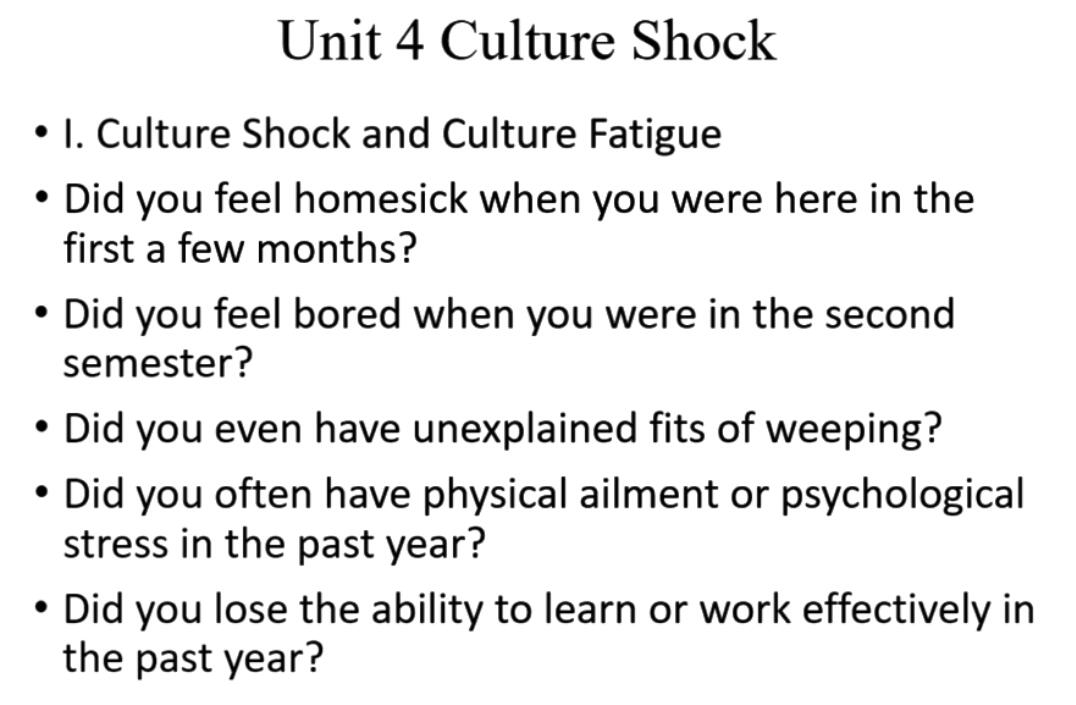 Unit 4 Culture Shock
• I. Culture Shock and Culture Fatigue
• Did you feel homesick when you were here in the
first a few months?
• Did you feel bored when you were in the second
semester?
• Did you even have unexplained fits of weeping?
• Did you often have physical ailment or psychological
stress in the past year?
• Did you lose the ability to learn or work effectively in
the past year?